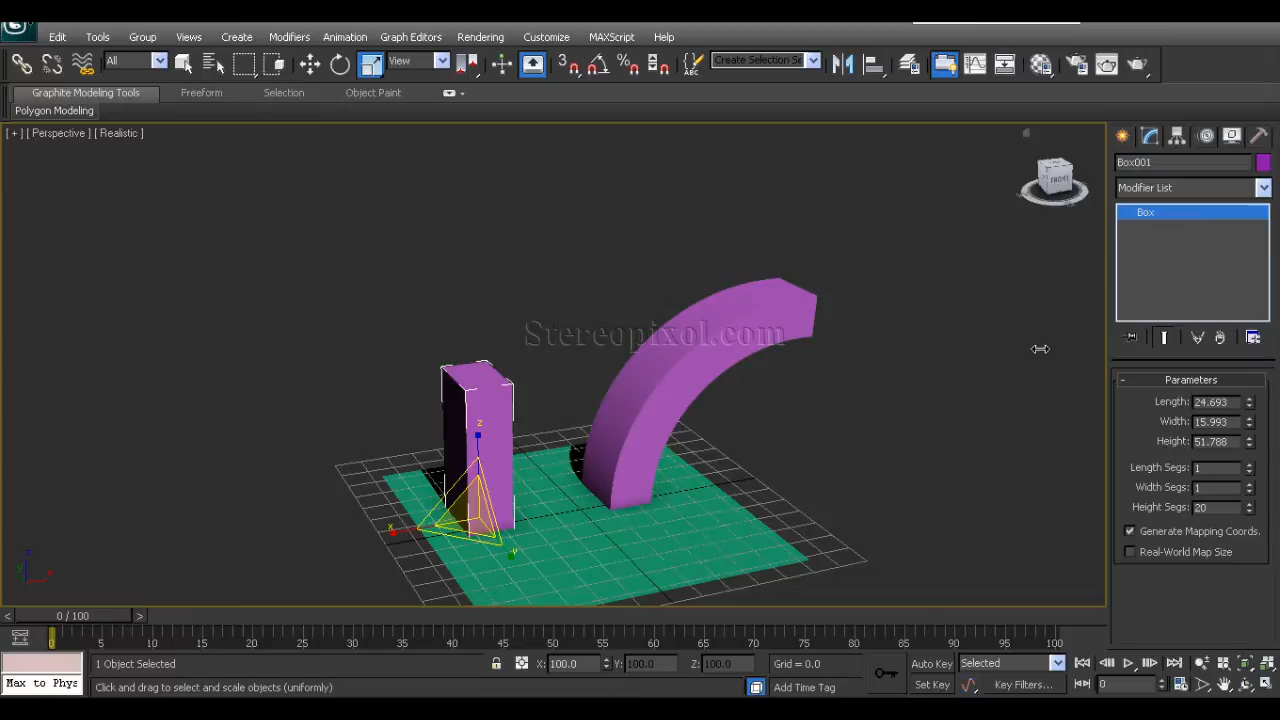 Edit Tools Group Views Create Modifiers Animation Graph Editors Rendering Customize MAXScript Help
All View 3 Create Selection Se
Graphite Modeling Tools Freeform Selection Object Paint
Polygon Modeling
[ + ] [ Perspective ] [ Realistic ]
FRONT
Box001
Modifier List
Box
Stereopixol.com
Parameters
Length: 24.693
Width: 15.993
Height: 51.788
Length Segs: 1
Width Segs: 1
Height Segs: 20
Generate Mapping Coords.
Real-World Map Size
z
x
y
< 0 / 100 >
0 5 10 15 20 25 30 35 40 45 50 55 60 65 70 75 80 85 90 95 100
1 Object Selected X: 100.0 Y: 100.0 Z: 100.0 Grid = 0.0 Auto Key Selected
Max to Phys Click and drag to select and scale objects (uniformly) Add Time Tag Set Key Key Filters... 0